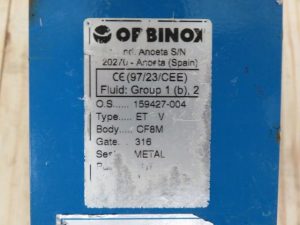 OF BINOX
Anoeta S/N
20270 - Anoeta (Spain)
CE (97/23/CEE)
Fluid: Group 1 (b), 2
O.S...... 159427-004
Type..... ET V
Body..... CF8M
Gate..... 316
METAL